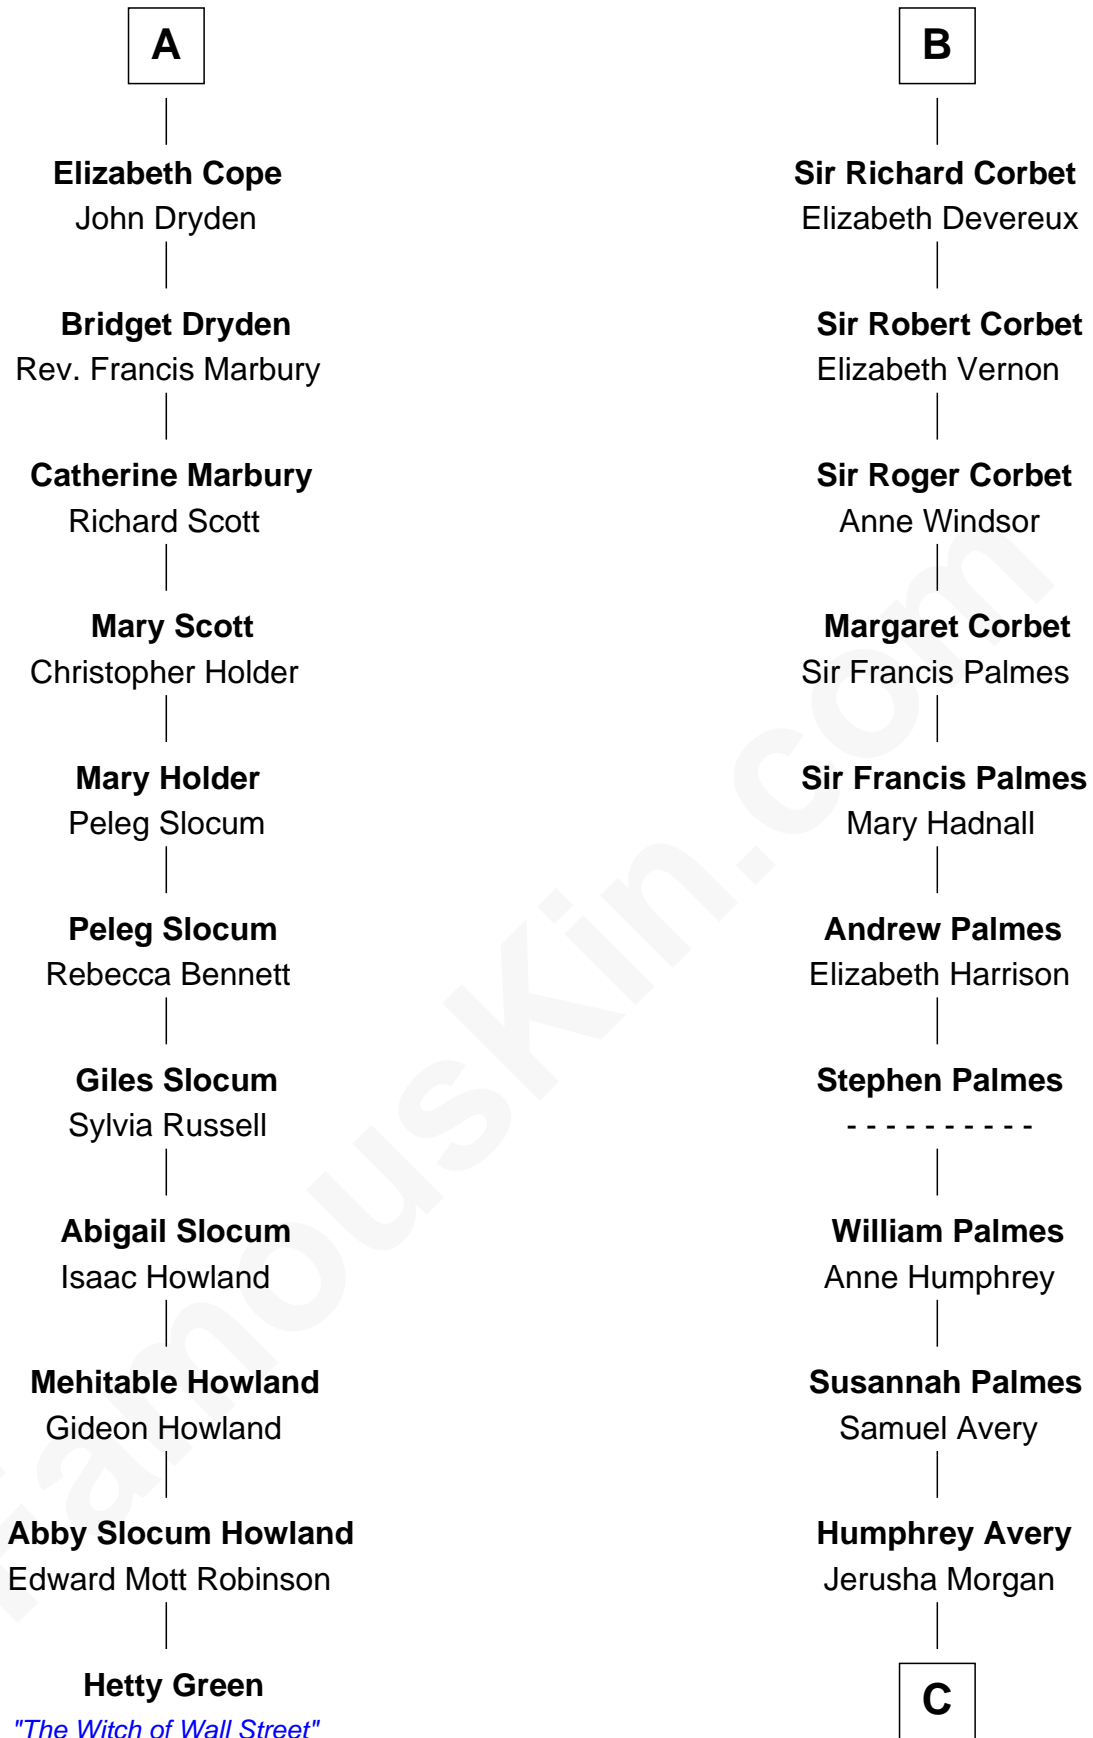 A
Elizabeth Cope
John Dryden
Bridget Dryden
Rev. Francis Marbury
Catherine Marbury
Richard Scott
Mary Scott
Christopher Holder
Mary Holder
Peleg Slocum
Peleg Slocum
Rebecca Bennett
Giles Slocum
Sylvia Russell
Abigail Slocum
Isaac Howland
Mehitable Howland
Gideon Howland
Abby Slocum Howland
Edward Mott Robinson
Hetty Green
"The Witch of Wall Street"
B
Sir Richard Corbet
Elizabeth Devereux
Sir Robert Corbet
Elizabeth Vernon
Sir Roger Corbet
Anne Windsor
Margaret Corbet
Sir Francis Palmes
Sir Francis Palmes
Mary Hadnall
Andrew Palmes
Elizabeth Harrison
Stephen Palmes
- - - - - - - - - -
William Palmes
Anne Humphrey
Susannah Palmes
Samuel Avery
Humphrey Avery
Jerusha Morgan
C
FamousKin.com